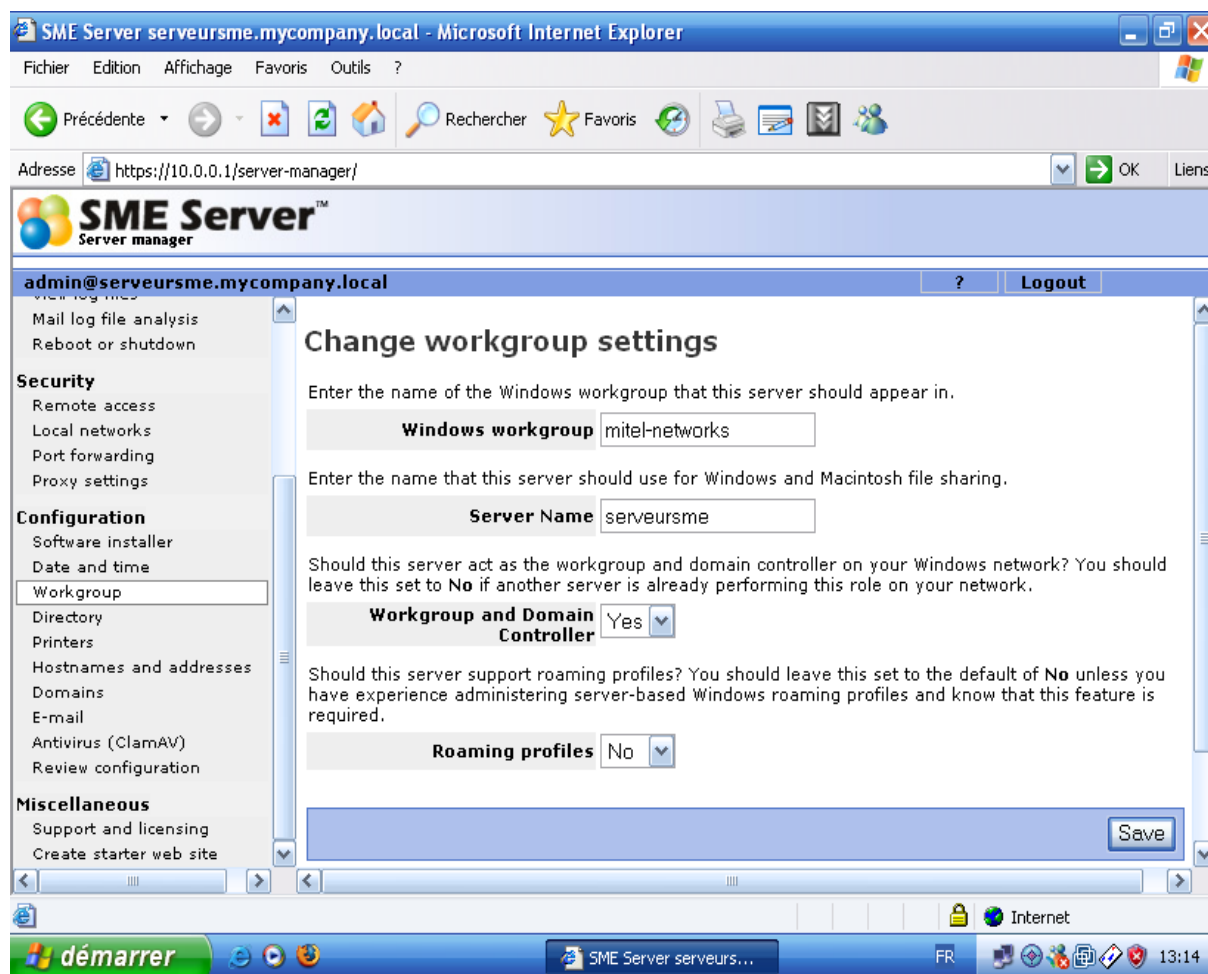 SME Server serveursme.mycompany.local - Microsoft Internet Explorer
Fichier Edition Affichage Favoris Outils ?
Précédente Rechercher Favoris
Adresse https://10.0.0.1/server-manager/ OK Liens
SME Server™
Server manager
admin@serveursme.mycompany.local ? Logout
View log files
Mail log file analysis
Reboot or shutdown
Security
Remote access
Local networks
Port forwarding
Proxy settings
Configuration
Software installer
Date and time
Workgroup
Directory
Printers
Hostnames and addresses
Domains
E-mail
Antivirus (ClamAV)
Review configuration
Miscellaneous
Support and licensing
Create starter web site
Change workgroup settings
Enter the name of the Windows workgroup that this server should appear in.
Windows workgroup mitel-networks
Enter the name that this server should use for Windows and Macintosh file sharing.
Server Name serveursme
Should this server act as the workgroup and domain controller on your Windows network? You should
leave this set to No if another server is already performing this role on your network.
Workgroup and Domain
Controller Yes
Should this server support roaming profiles? You should leave this set to the default of No unless you
have experience administering server-based Windows roaming profiles and know that this feature is
required.
Roaming profiles No
Save
Internet
démarrer SME Server serveurs... FR 13:14